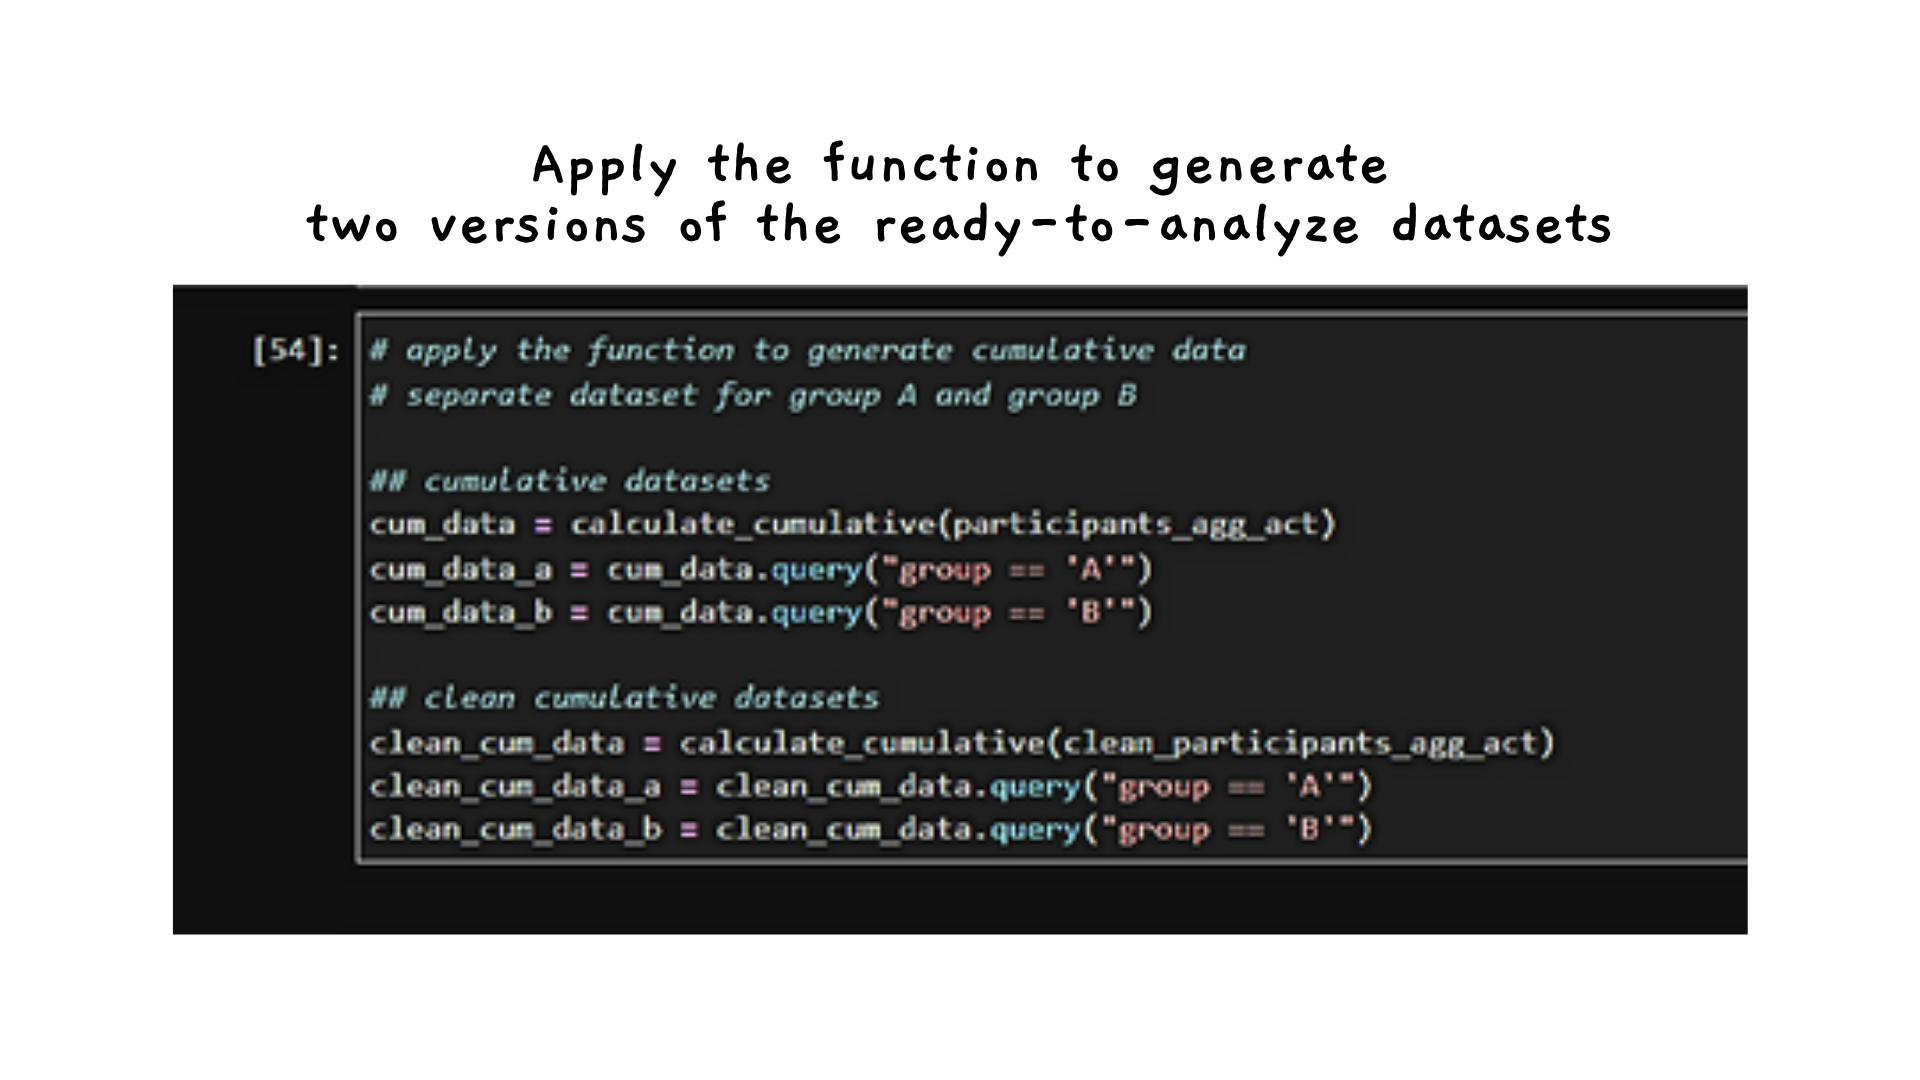 Apply the function to generate
two versions of the ready-to-analyze datasets
[54]: # apply the function to generate cumulative data
# separate dataset for group A and group B
## cumulative datasets
cum_data = calculate_cumulative(participants_agg_act)
cum_data_a = cum_data.query("group == 'A'")
cum_data_b = cum_data.query("group == 'B'")
## clean cumulative datasets
clean_cum_data = calculate_cumulative(clean_participants_agg_act)
clean_cum_data_a = clean_cum_data.query("group == 'A'")
clean_cum_data_b = clean_cum_data.query("group == 'B'")